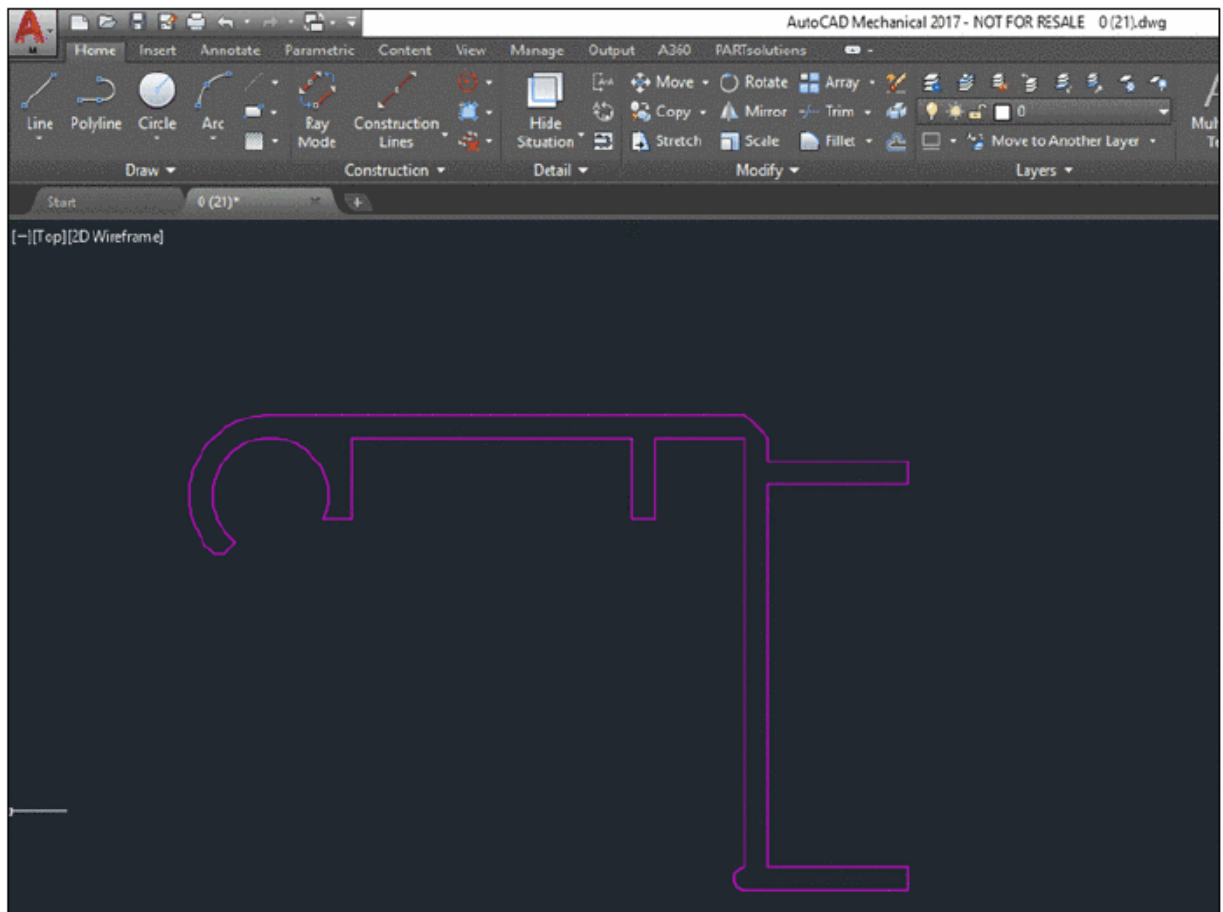 AutoCAD Mechanical 2017 - NOT FOR RESALE 0 (21).dwg
M
Home Insert Annotate Parametric Content View Manage Output A360 PARTsolutions
Move Rotate Array
Copy Mirror Trim 0
Line Polyline Circle Arc Ray Mode Construction Lines Hide Situation
Stretch Scale Fillet Move to Another Layer
Draw Construction Detail Modify Layers
Start 0 (21)* +
[−][Top][2D Wireframe]